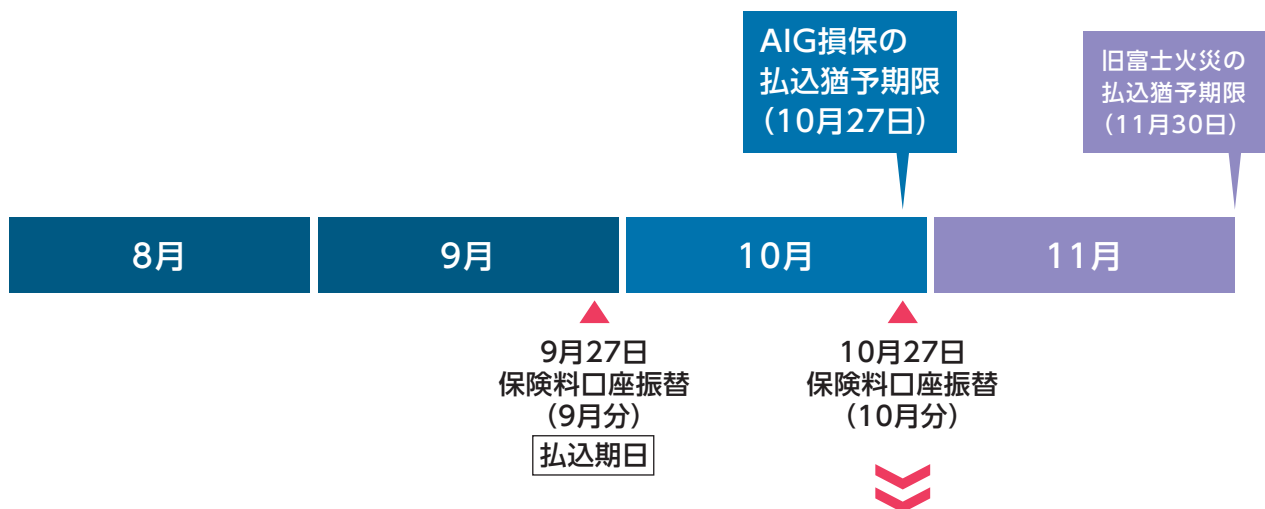 AIG損保の
払込猶予期限
（10月27日）
旧富士火災の
払込猶予期限
（11月30日）
8月
9月
10月
11月
9月27日
保険料口座振替
（9月分）
払込期日
10月27日
保険料口座振替
（10月分）